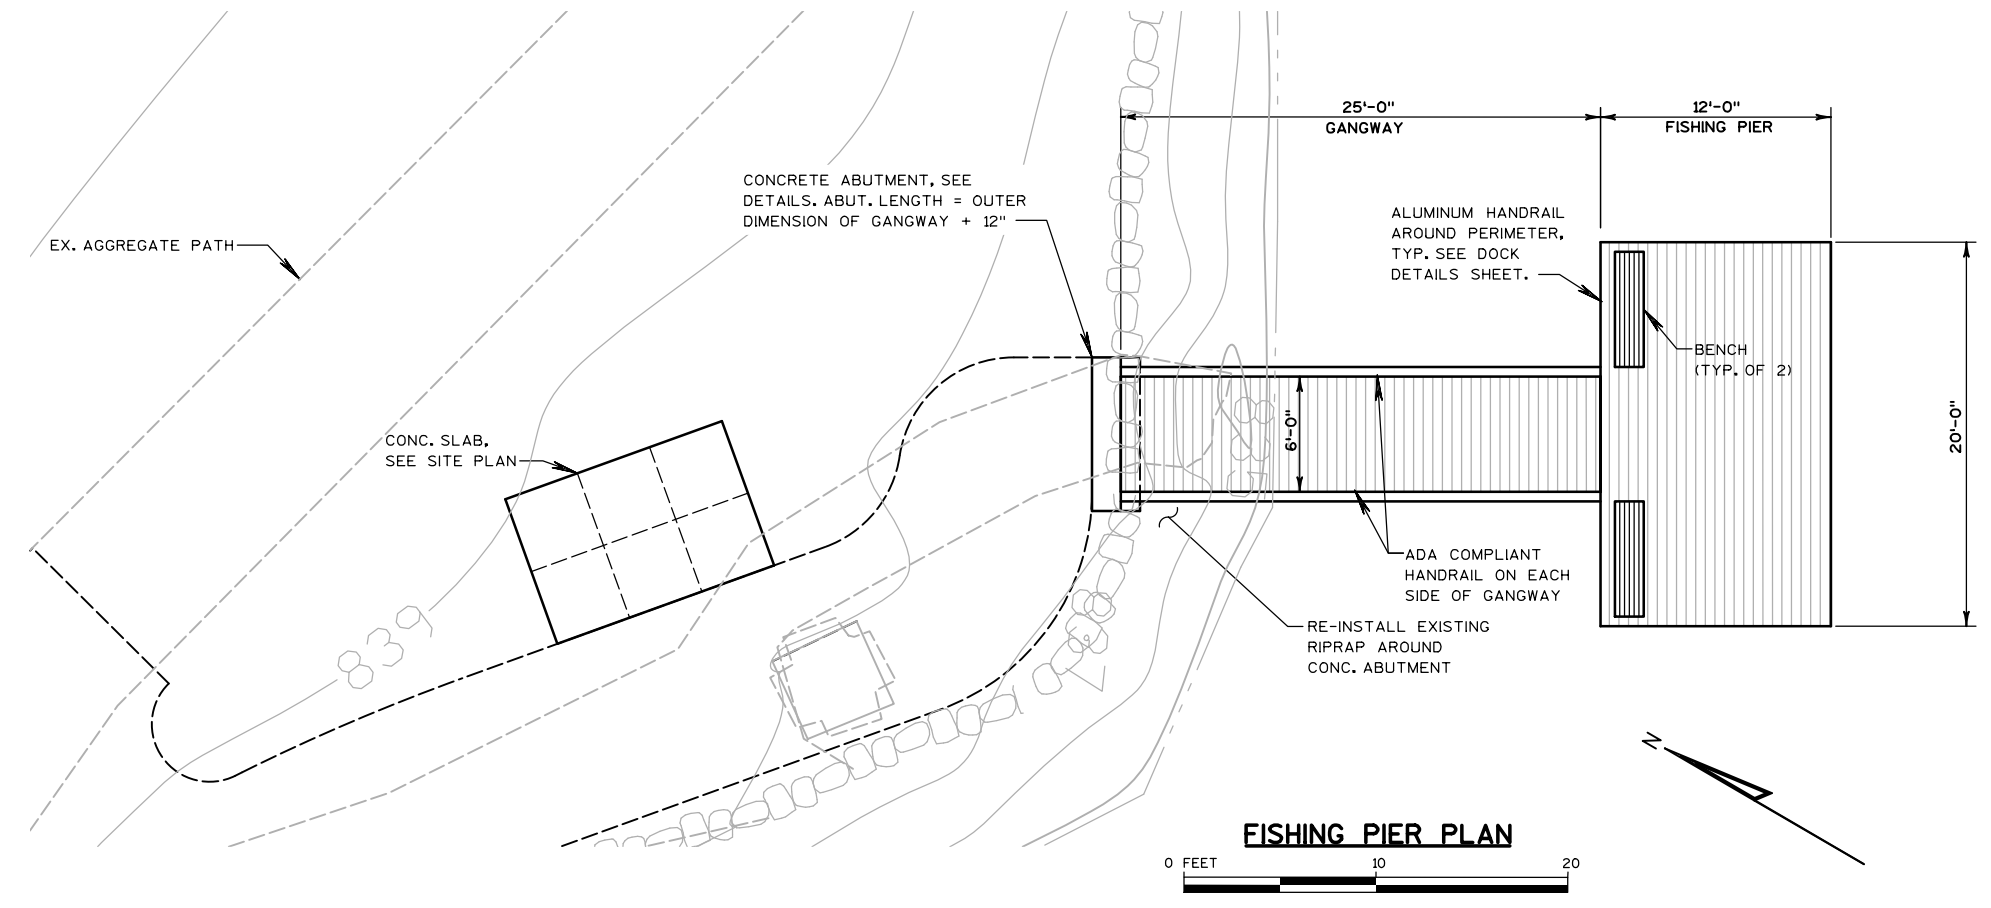 25'-0"
GANGWAY
12'-0"
FISHING PIER
CONCRETE ABUTMENT, SEE
DETAILS. ABUT. LENGTH = OUTER
DIMENSION OF GANGWAY + 12"
EX. AGGREGATE PATH
ALUMINUM HANDRAIL
AROUND PERIMETER,
TYP. SEE DOCK
DETAILS SHEET.
BENCH
(TYP. OF 2)
CONC. SLAB,
SEE SITE PLAN
6'-0"
20'-0"
ADA COMPLIANT
HANDRAIL ON EACH
SIDE OF GANGWAY
RE-INSTALL EXISTING
RIPRAP AROUND
CONC. ABUTMENT
830
N
FISHING PIER PLAN
0 FEET 10 20